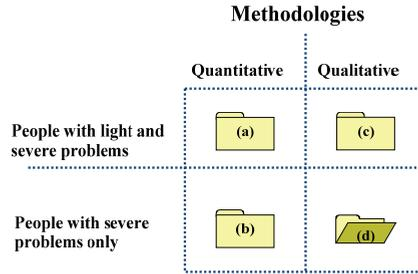 Methodologies
Quantitative Qualitative
People with light and
severe problems
(a) (c)
People with severe
problems only
(b) (d)